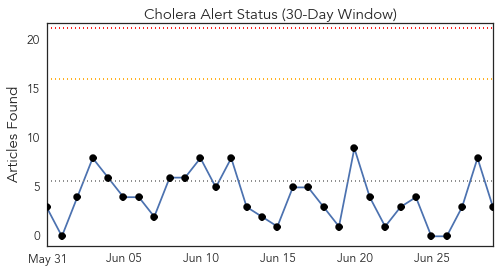 Cholera Alert Status (30-Day Window)
Articles Found
20
15
10
5
0
May 31 Jun 05 Jun 10 Jun 15 Jun 20 Jun 25